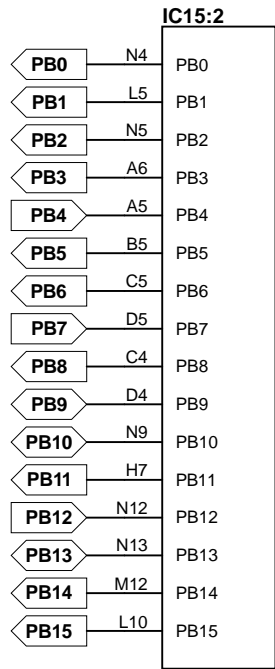 IC15:2
PB0 N4 PB0
PB1 L5 PB1
PB2 N5 PB2
PB3 A6 PB3
PB4 A5 PB4
PB5 B5 PB5
PB6 C5 PB6
PB7 D5 PB7
PB8 C4 PB8
PB9 D4 PB9
PB10 N9 PB10
PB11 H7 PB11
PB12 N12 PB12
PB13 N13 PB13
PB14 M12 PB14
PB15 L10 PB15